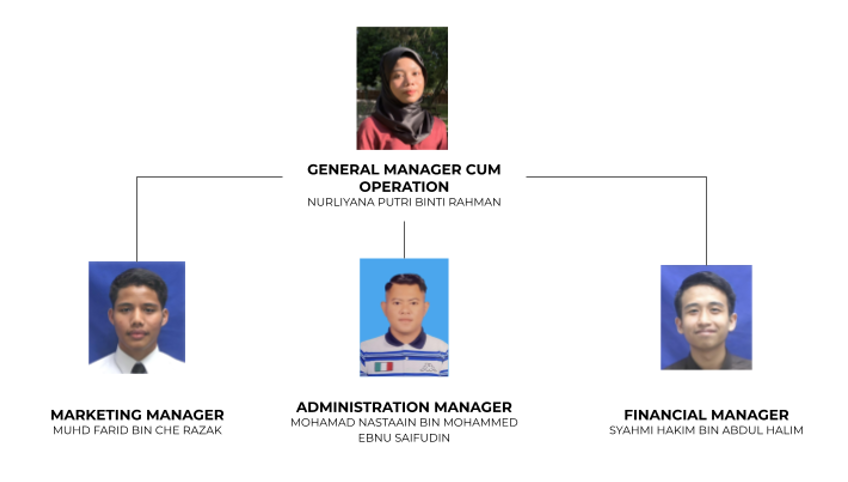 GENERAL MANAGER CUM
OPERATION
NURLIYANA PUTRI BINTI RAHMAN
MARKETING MANAGER
MUHD FARID BIN CHE RAZAK
ADMINISTRATION MANAGER
MOHAMAD NASTAAIN BIN MOHAMMED
EBNU SAIFUDIN
FINANCIAL MANAGER
SYAHMI HAKIM BIN ABDUL HALIM